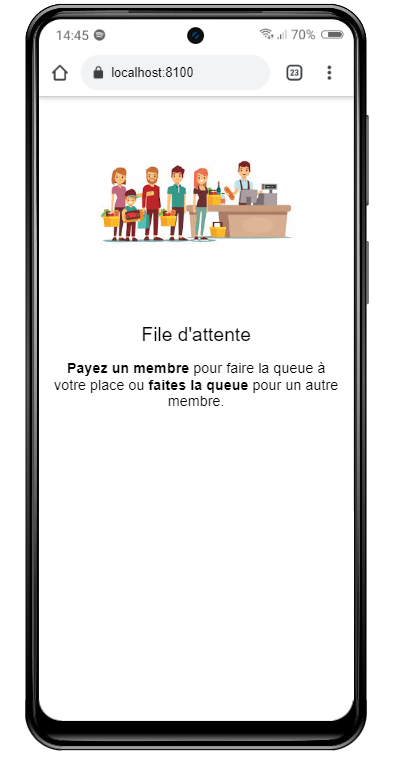 14:45
70%
localhost:8100
23
File d'attente
Payez un membre pour faire la queue à
votre place ou faites la queue pour un autre
membre.